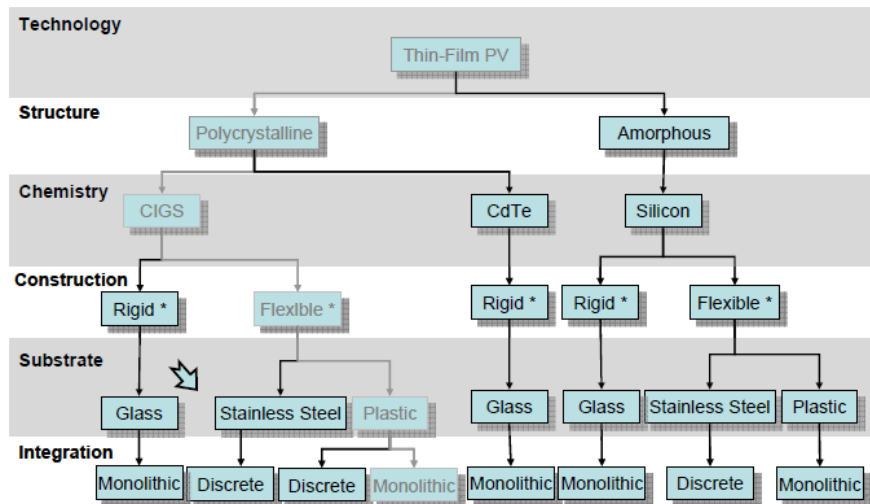 Technology
Thin-Film PV
Structure
Polycrystalline
Amorphous
Chemistry
CIGS
CdTe
Silicon
Construction
Rigid *
Flexible *
Rigid *
Rigid *
Flexible *
Substrate
Glass
Stainless Steel
Plastic
Glass
Glass
Stainless Steel
Plastic
Integration
Monolithic
Discrete
Discrete
Monolithic
Monolithic
Monolithic
Discrete
Monolithic